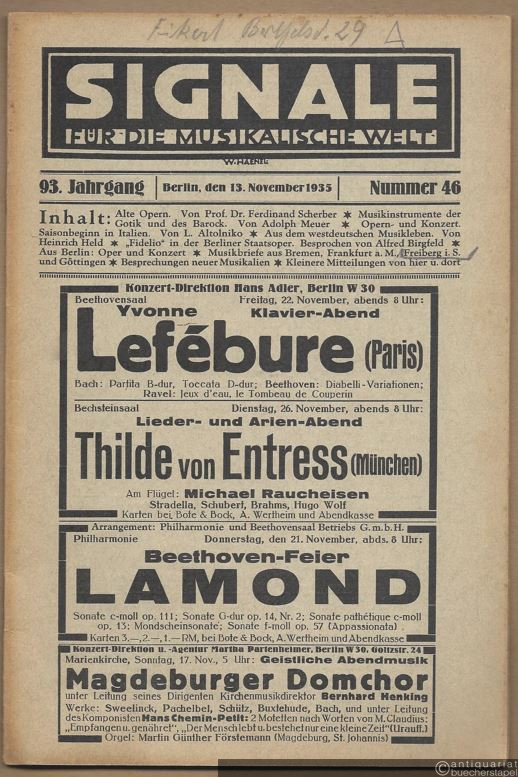 29
SIGNALE
FÜR DIE MUSIKALISCHE WELT
W. HAENEL
93. Jahrgang | Berlin, den 13. November 1935 | Nummer 46
Inhalt: Alte Opern. Von Prof. Dr. Ferdinand Scherber ✶ Musikinstrumente der
Gotik und des Barock. Von Adolph Meuer ✶ Opern- und Konzert-
Saisonbeginn in Italien. Von L. Altolniko ✶ Aus dem westdeutschen Musikleben. Von
Heinrich Held ✶ „Fidelio" in der Berliner Staatsoper. Besprochen von Alfred Birgfeld ✶
Aus Berlin: Oper und Konzert ✶ Musikbriefe aus Bremen, Frankfurt a. M., Freiberg i. S.
und Göttingen ✶ Besprechungen neuer Musikalien ✶ Kleinere Mitteilungen von hier u. dort
Konzert-Direktion Hans Adler, Berlin W 30
Beethovensaal Freitag, 22. November, abends 8 Uhr:
Yvonne Klavier-Abend
Lefébure (Paris)
Bach: Partita B-dur, Toccata D-dur; Beethoven: Diabelli-Variationen;
Ravel: Jeux d'eau, le Tombeau de Couperin
Bechsteinsaal Dienstag, 26. November, abends 8 Uhr:
Lieder- und Arien-Abend
Thilde von Entress (München)
Am Flügel: Michael Raucheisen
Stradella, Schubert, Brahms, Hugo Wolf
Karten bei Bote & Bock, A. Wertheim und Abendkasse
Arrangement: Philharmonie und Beethovensaal Betriebs G. m. b. H.
Philharmonie Donnerstag, den 21. November, abds. 8 Uhr:
Beethoven-Feier
LAMOND
Sonate c-moll op. 111; Sonate G-dur op. 14, Nr. 2; Sonate pathétique c-moll
op. 13; Mondscheinsonate; Sonate f-moll op. 57 (Appassionata)
Karten 3.—, 2.—, 1.— RM, bei Bote & Bock, A. Wertheim und Abendkasse
Konzert-Direktion u. -Agentur Martha Partenheimer, Berlin W 30, Goltzstr. 24
Marienkirche, Sonntag, 17. Nov., 5 Uhr: Geistliche Abendmusik
Magdeburger Domchor
unter Leitung seines Dirigenten Kirchenmusikdirektor Bernhard Henking
Werke: Sweelinck, Pachelbel, Schütz, Buxtehude, Bach, und unter Leitung
des Komponisten Hans Chemin-Petit: 2 Motetten nach Worten von M. Claudius:
„Empfangen u. genähret", „Der Mensch lebt u. bestehet nur eine kleine Zeit" (Urauff.)
Orgel: Martin Günther Förstemann (Magdeburg, St. Johannis)
antiquariat
buecherstapel